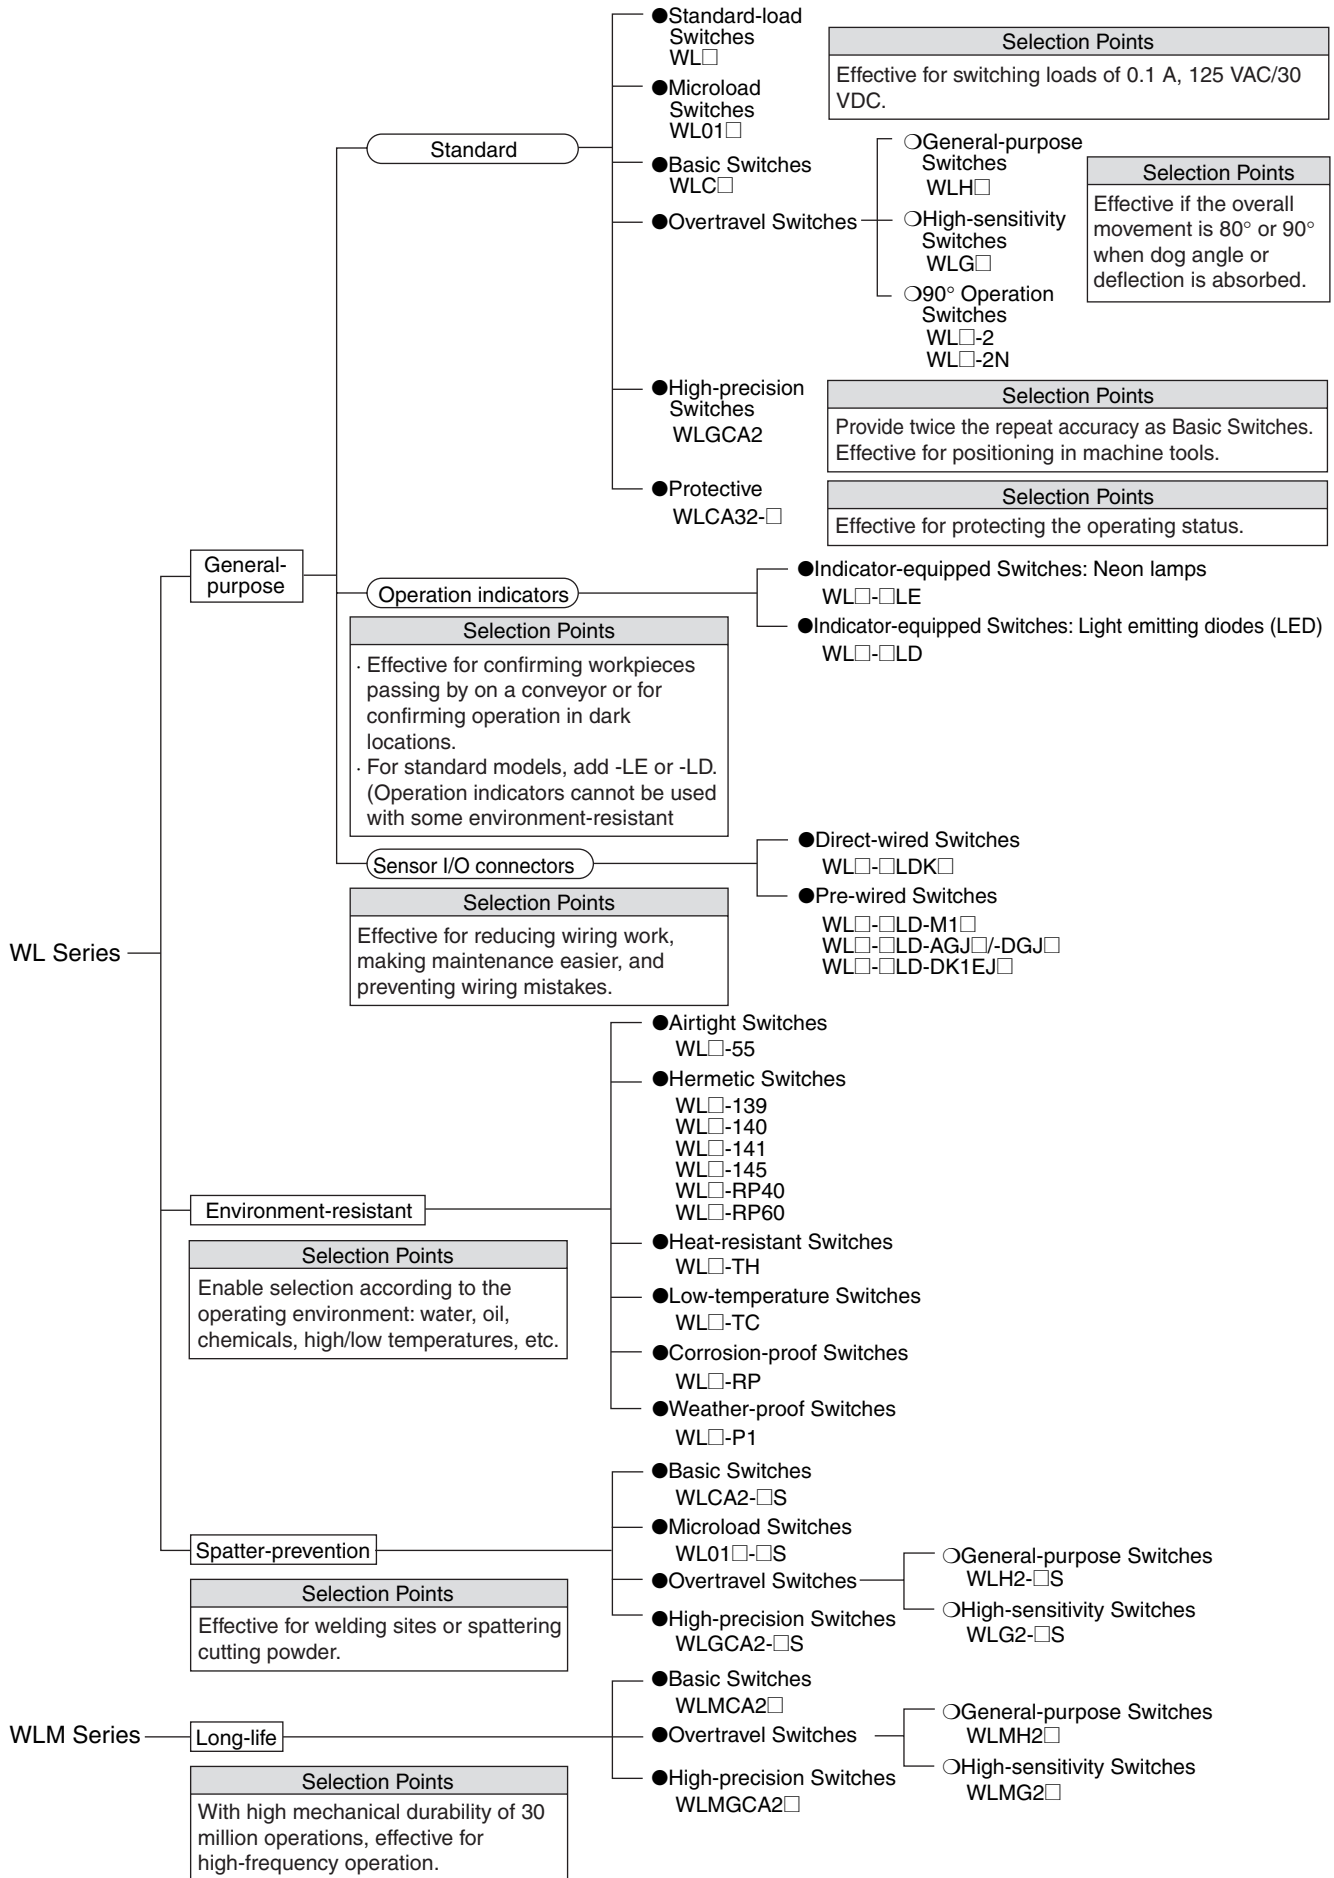 ●Standard-load
Switches
WL□
Selection Points
Effective for switching loads of 0.1 A, 125 VAC/30
VDC.
●Microload
Switches
WL01□
Standard
●Basic Switches
WLC□
●Overtravel Switches
❍General-purpose
Switches
WLH□
❍High-sensitivity
Switches
WLG□
❍90° Operation
Switches
WL□-2
WL□-2N
Selection Points
Effective if the overall
movement is 80° or 90°
when dog angle or
deflection is absorbed.
●High-precision
Switches
WLGCA2
Selection Points
Provide twice the repeat accuracy as Basic Switches.
Effective for positioning in machine tools.
●Protective
WLCA32-□
Selection Points
Effective for protecting the operating status.
General-
purpose
Operation indicators
●Indicator-equipped Switches: Neon lamps
WL□-□LE
●Indicator-equipped Switches: Light emitting diodes (LED)
WL□-□LD
Selection Points
· Effective for confirming workpieces
passing by on a conveyor or for
confirming operation in dark
locations.
· For standard models, add -LE or -LD.
(Operation indicators cannot be used
with some environment-resistant
Sensor I/O connectors
●Direct-wired Switches
WL□-□LDK□
●Pre-wired Switches
WL□-□LD-M1□
WL□-□LD-AGJ□/-DGJ□
WL□-□LD-DK1EJ□
Selection Points
Effective for reducing wiring work,
making maintenance easier, and
preventing wiring mistakes.
WL Series
●Airtight Switches
WL□-55
●Hermetic Switches
WL□-139
WL□-140
WL□-141
WL□-145
WL□-RP40
WL□-RP60
Environment-resistant
Selection Points
Enable selection according to the
operating environment: water, oil,
chemicals, high/low temperatures, etc.
●Heat-resistant Switches
WL□-TH
●Low-temperature Switches
WL□-TC
●Corrosion-proof Switches
WL□-RP
●Weather-proof Switches
WL□-P1
●Basic Switches
WLCA2-□S
●Microload Switches
WL01□-□S
Spatter-prevention
●Overtravel Switches
❍General-purpose Switches
WLH2-□S
❍High-sensitivity Switches
WLG2-□S
●High-precision Switches
WLGCA2-□S
Selection Points
Effective for welding sites or spattering
cutting powder.
●Basic Switches
WLMCA2□
WLM Series
Long-life
●Overtravel Switches
❍General-purpose Switches
WLMH2□
❍High-sensitivity Switches
WLMG2□
●High-precision Switches
WLMGCA2□
Selection Points
With high mechanical durability of 30
million operations, effective for
high-frequency operation.